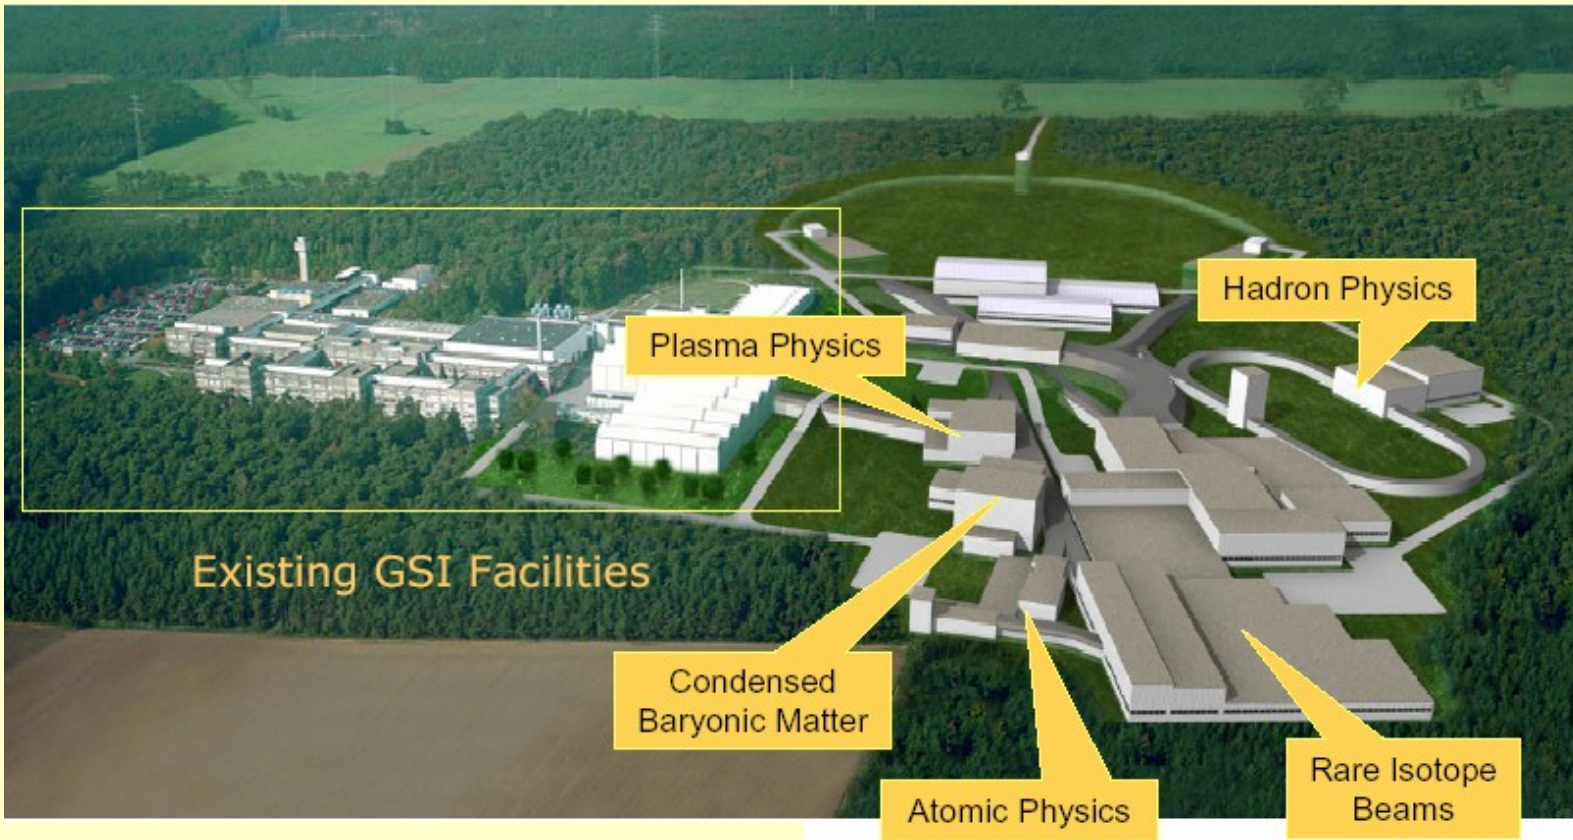 Hadron Physics
Plasma Physics
Existing GSI Facilities
Condensed
Baryonic Matter
Atomic Physics
Rare Isotope
Beams